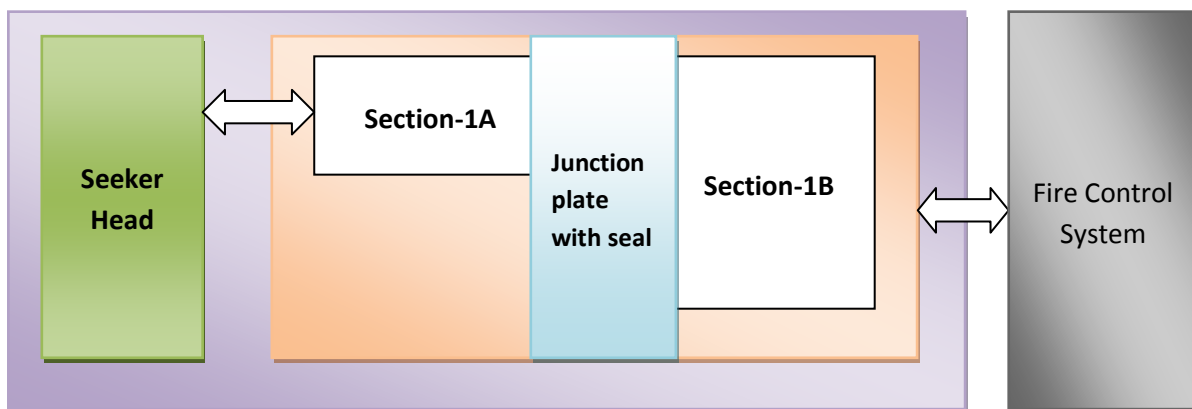 Seeker
Head
Section-1A
Junction
plate
with seal
Section-1B
Fire Control
System